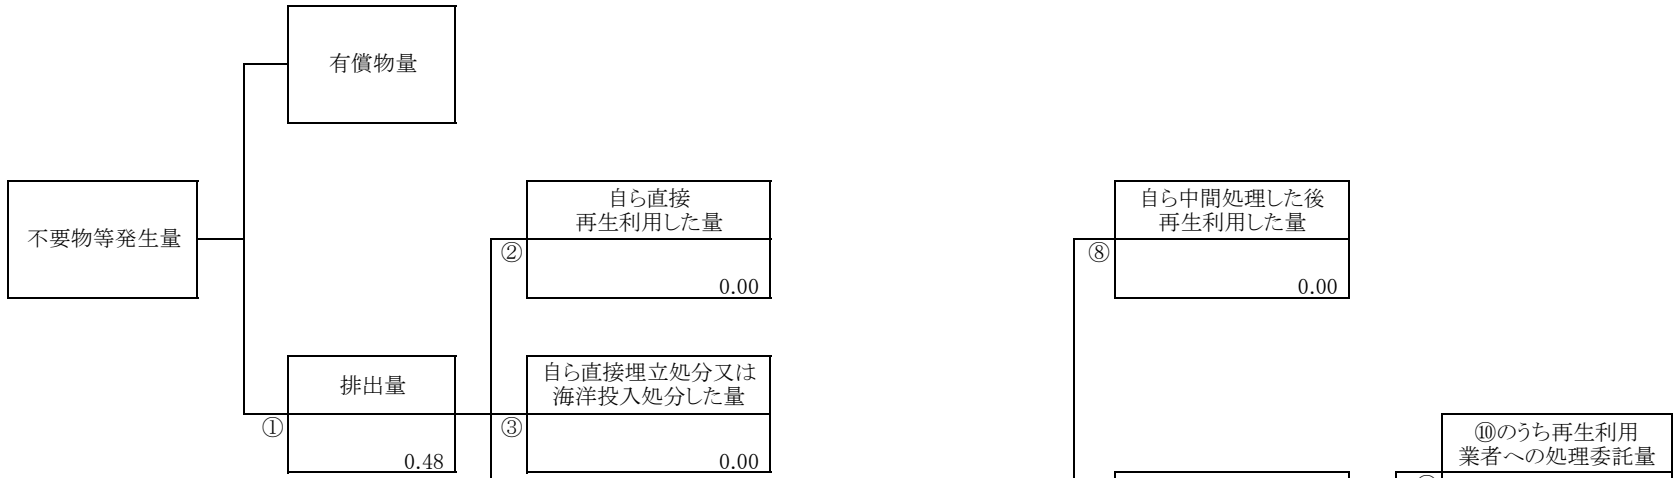 有償物量
不要物等発生量
自ら直接
再生利用した量
②
0.00
自ら中間処理した後
再生利用した量
⑧
0.00
排出量
①
0.48
自ら直接埋立処分又は
海洋投入処分した量
③
0.00
⑩のうち再生利用
業者への処理委託量